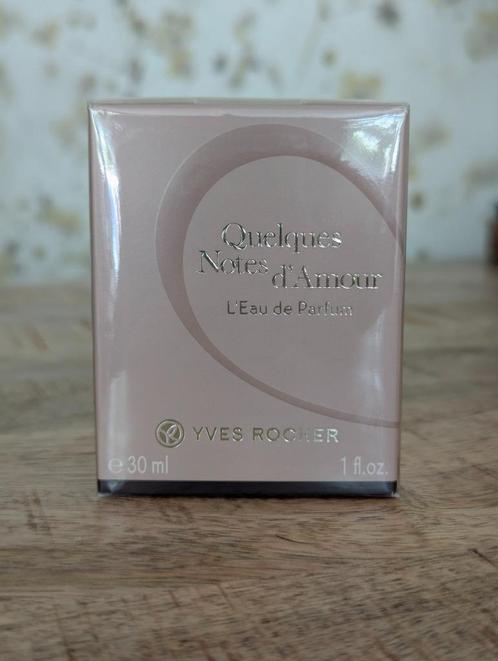 Quelques
Notes d'Amour
L'Eau de Parfum
YVES ROCHER
e 30 ml 1 fl.oz.